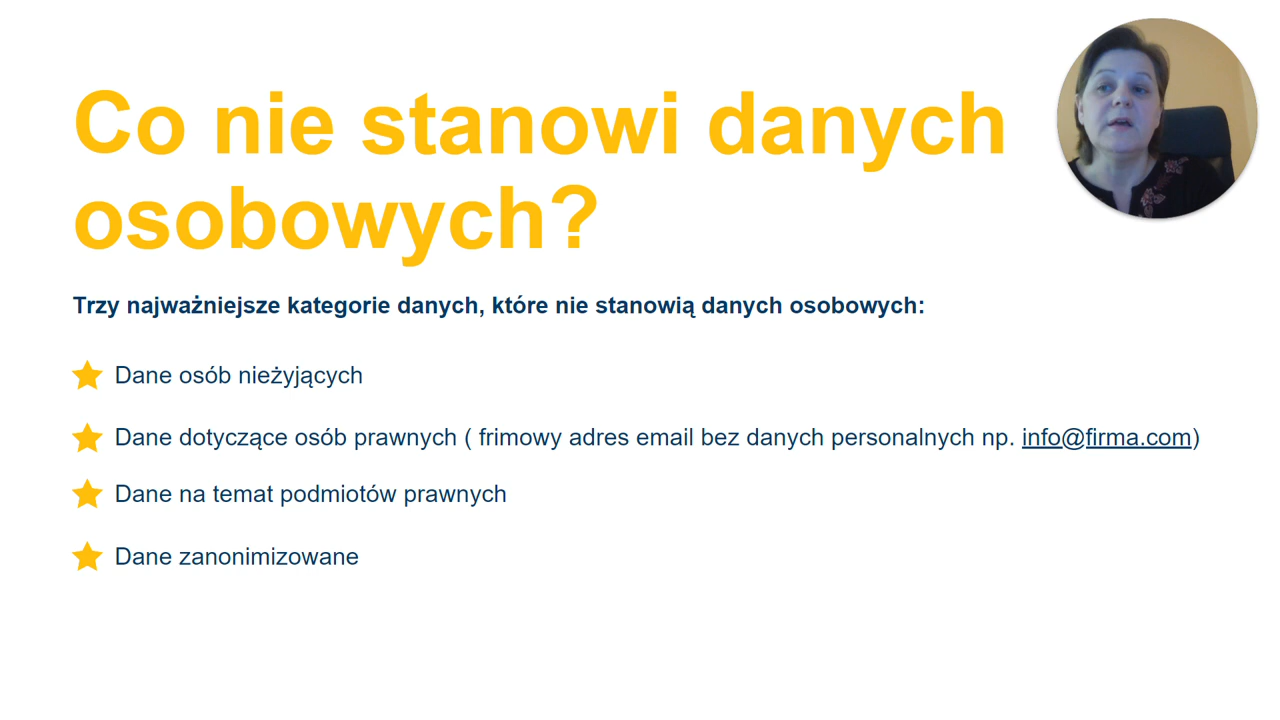 Co nie stanowi danych
osobowych?
Trzy najważniejsze kategorie danych, które nie stanowią danych osobowych:
Dane osób nieżyjących
Dane dotyczące osób prawnych ( frimowy adres email bez danych personalnych np. info@firma.com)
Dane na temat podmiotów prawnych
Dane zanonimizowane